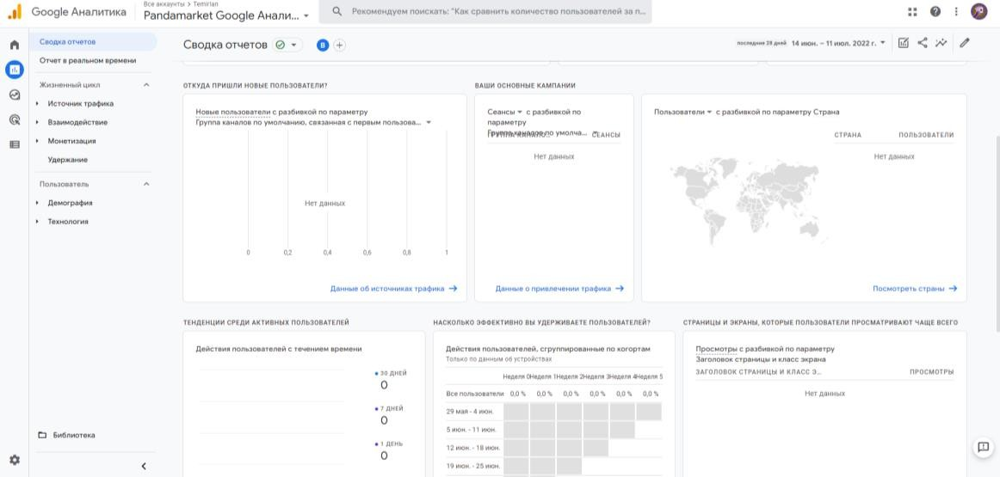 Google Аналитика
Все аккаунты > Temirlan
Pandamarket Google Анали...
Рекомендуем поискать: "Как сравнить количество пользователей за п...
Сводка отчетов
Отчет в реальном времени
Жизненный цикл
Источник трафика
Взаимодействие
Монетизация
Удержание
Пользователь
Демография
Технология
Библиотека
Сводка отчетов
B
последние 28 дней 14 июн. – 11 июл. 2022 г.
ОТКУДА ПРИШЛИ НОВЫЕ ПОЛЬЗОВАТЕЛИ?
Новые пользователи с разбивкой по параметру
Группа каналов по умолчанию, связанная с первым пользова...
Нет данных
0 0,2 0,4 0,6 0,8 1
Данные об источниках трафика
ВАШИ ОСНОВНЫЕ КАМПАНИИ
Сеансы с разбивкой по
параметру
Группа каналов по умолча...
ГРУППА КАНАЛО... СЕАНСЫ
Нет данных
Данные о привлечении трафика
Пользователи с разбивкой по параметру Страна
СТРАНА ПОЛЬЗОВАТЕЛИ
Нет данных
Посмотреть страны
ТЕНДЕНЦИИ СРЕДИ АКТИВНЫХ ПОЛЬЗОВАТЕЛЕЙ
Действия пользователей с течением времени
30 ДНЕЙ
0
7 ДНЕЙ
0
1 ДЕНЬ
0
НАСКОЛЬКО ЭФФЕКТИВНО ВЫ УДЕРЖИВАЕТЕ ПОЛЬЗОВАТЕЛЕЙ?
Действия пользователей, сгруппированные по когортам
Только по данным об устройствах
Неделя 0 Неделя 1 Неделя 2 Неделя 3 Неделя 4 Неделя 5
Все пользователи 0,0 % 0,0 % 0,0 % 0,0 % 0,0 % 0,0 %
29 мая - 4 июн.
5 июн. - 11 июн.
12 июн. - 18 июн.
19 июн. - 25 июн.
СТРАНИЦЫ И ЭКРАНЫ, КОТОРЫЕ ПОЛЬЗОВАТЕЛИ ПРОСМАТРИВАЮТ ЧАЩЕ ВСЕГО
Просмотры с разбивкой по параметру
Заголовок страницы и класс экрана
ЗАГОЛОВОК СТРАНИЦЫ И КЛАСС Э... ПРОСМОТРЫ
Нет данных